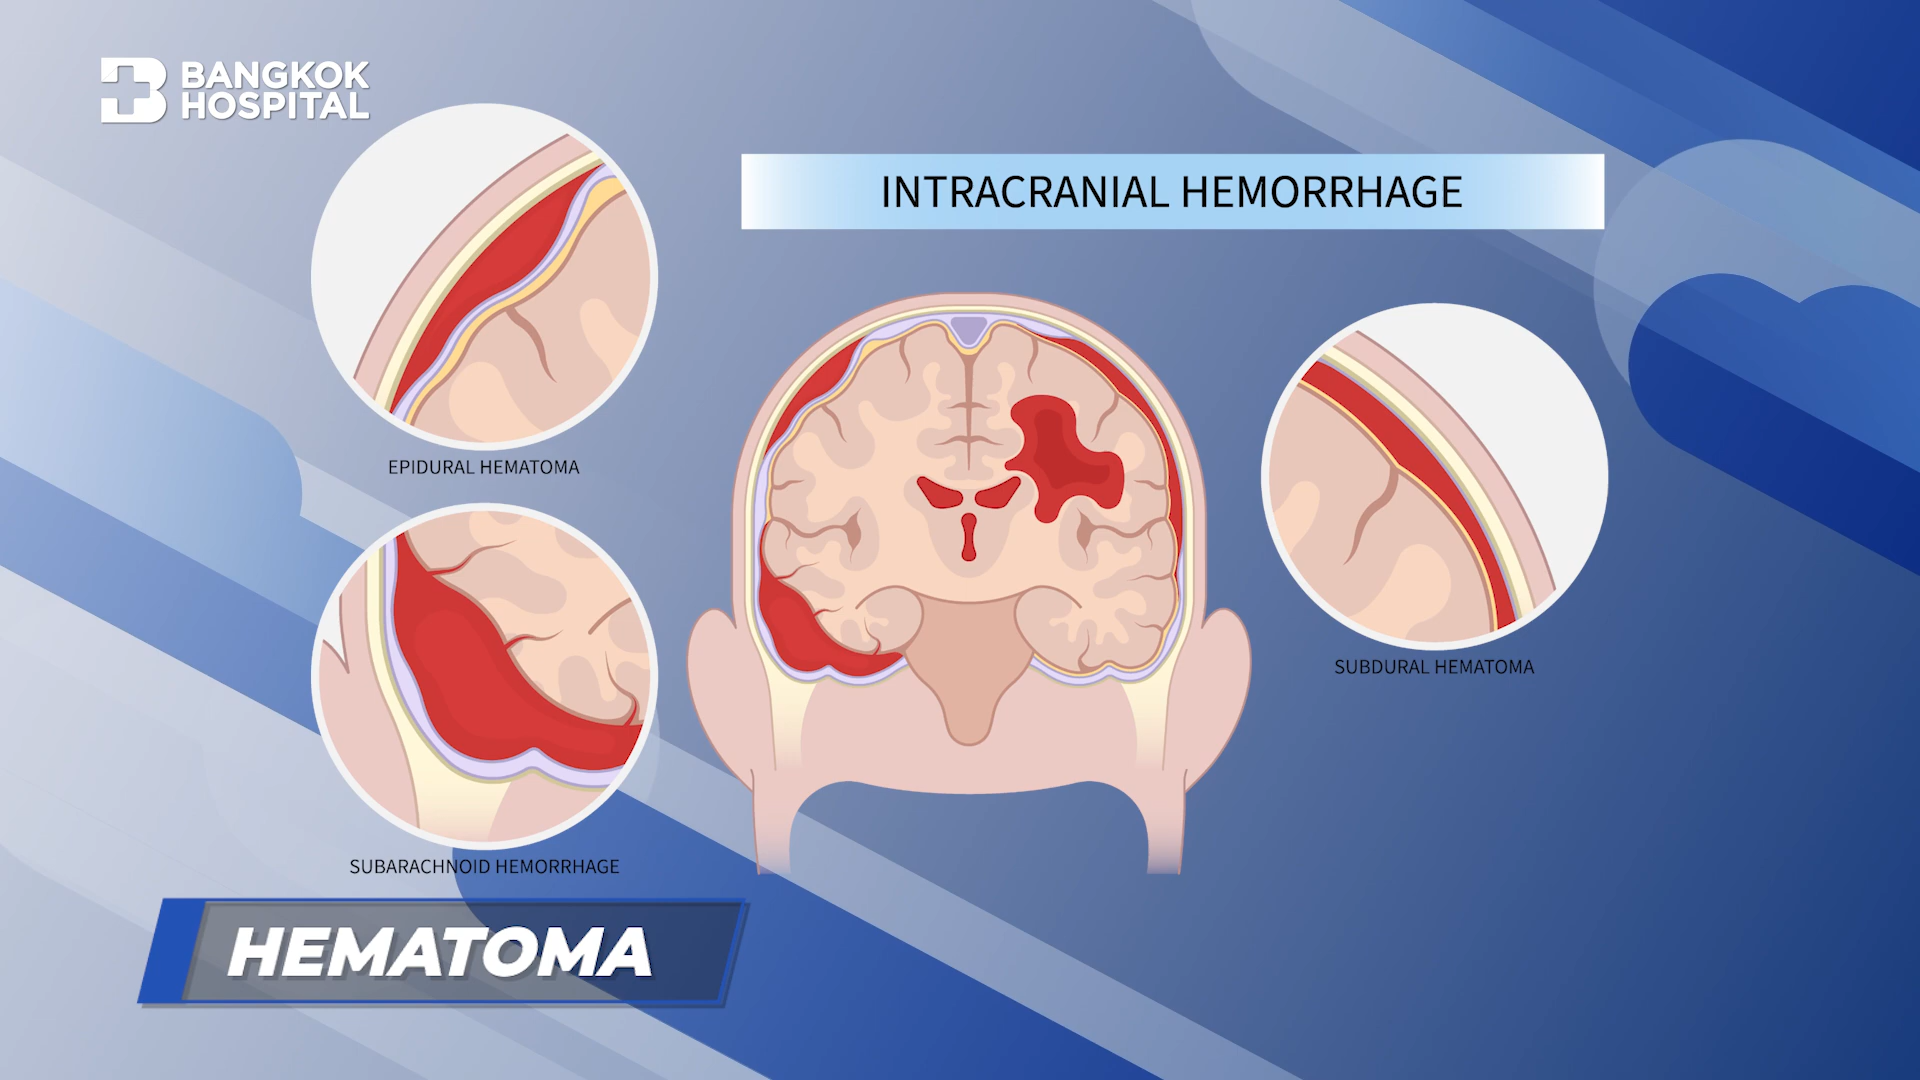 BANGKOK
HOSPITAL
INTRACRANIAL HEMORRHAGE
EPIDURAL HEMATOMA
SUBDURAL HEMATOMA
SUBARACHNOID HEMORRHAGE
HEMATOMA